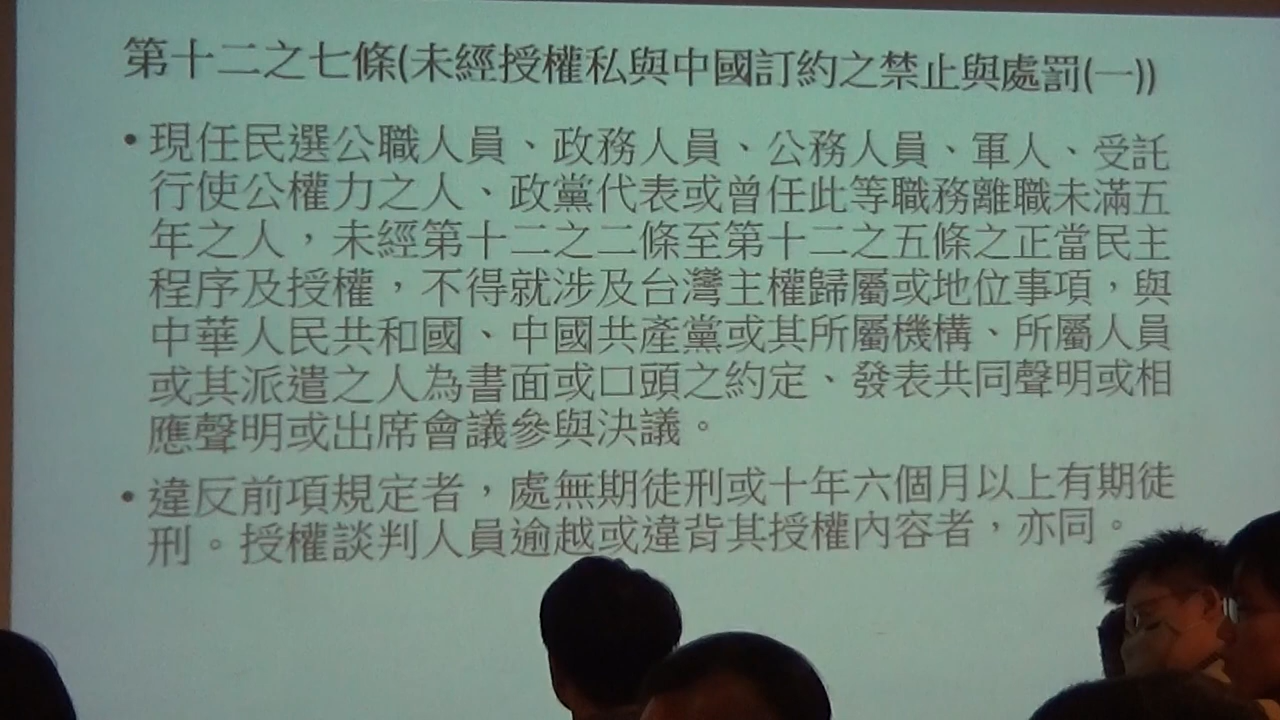 第十二之七條(未經授權私與中國訂約之禁止與處罰(一))
•現任民選公職人員、政務人員、公務人員、軍人、受託
行使公權力之人、政黨代表或曾任此等職務離職未滿五
年之人，未經第十二之二條至第十二之五條之正當民主
程序及授權，不得就涉及台灣主權歸屬或地位事項，與
中華人民共和國、中國共產黨或其所屬機構、所屬人員
或其派遣之人為書面或口頭之約定、發表共同聲明或相
應聲明或出席會議參與決議。
•違反前項規定者，處無期徒刑或十年六個月以上有期徒
刑。授權談判人員逾越或違背其授權內容者，亦同。